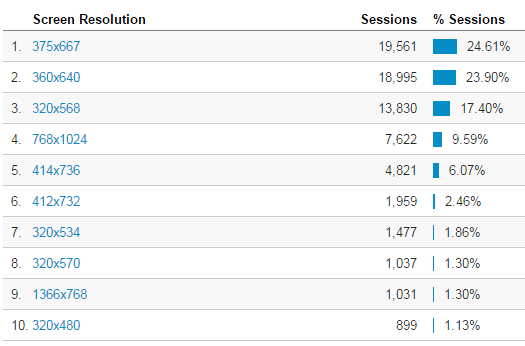 Screen Resolution Sessions % Sessions
1. 375x667 19,561 24.61%
2. 360x640 18,995 23.90%
3. 320x568 13,830 17.40%
4. 768x1024 7,622 9.59%
5. 414x736 4,821 6.07%
6. 412x732 1,959 2.46%
7. 320x534 1,477 1.86%
8. 320x570 1,037 1.30%
9. 1366x768 1,031 1.30%
10. 320x480 899 1.13%